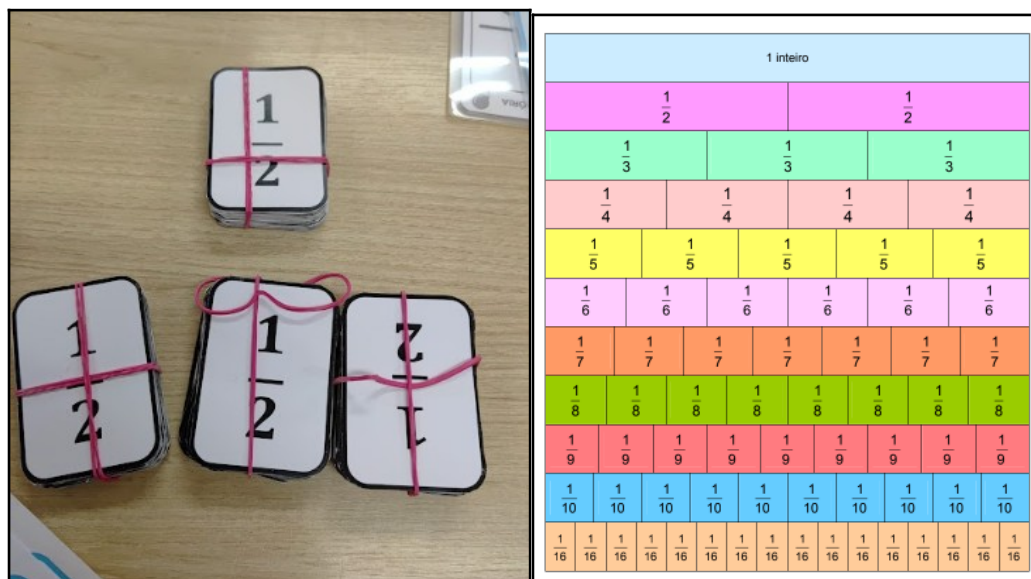 ÓRIA
1/2
1/2 1/2 1/2
1 inteiro
1/2 1/2
1/3 1/3 1/3
1/4 1/4 1/4 1/4
1/5 1/5 1/5 1/5 1/5
1/6 1/6 1/6 1/6 1/6 1/6
1/7 1/7 1/7 1/7 1/7 1/7 1/7
1/8 1/8 1/8 1/8 1/8 1/8 1/8 1/8
1/9 1/9 1/9 1/9 1/9 1/9 1/9 1/9 1/9
1/10 1/10 1/10 1/10 1/10 1/10 1/10 1/10 1/10 1/10
1/16 1/16 1/16 1/16 1/16 1/16 1/16 1/16 1/16 1/16 1/16 1/16 1/16 1/16 1/16 1/16